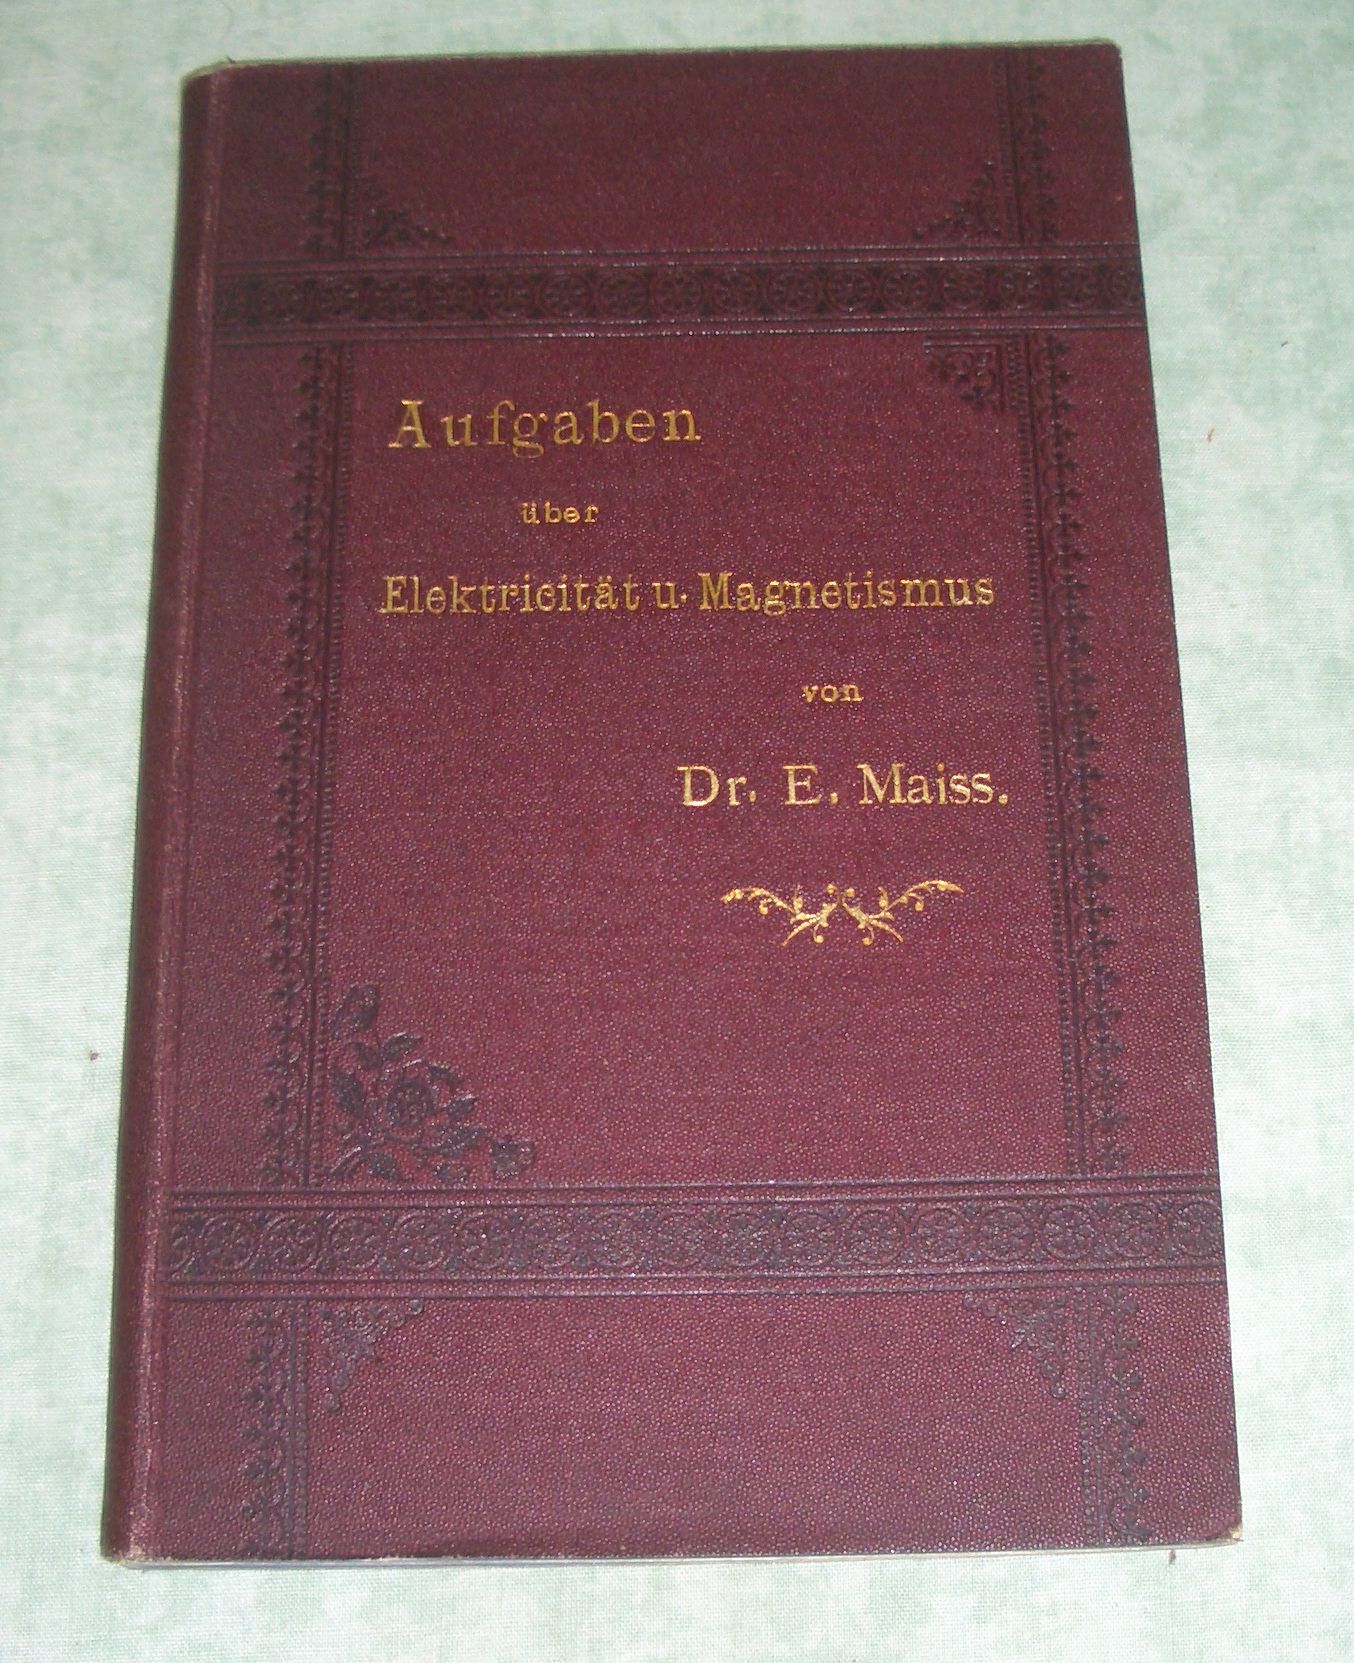 Aufgaben
über
Elektricität u. Magnetismus
von
Dr. E. Maiss.